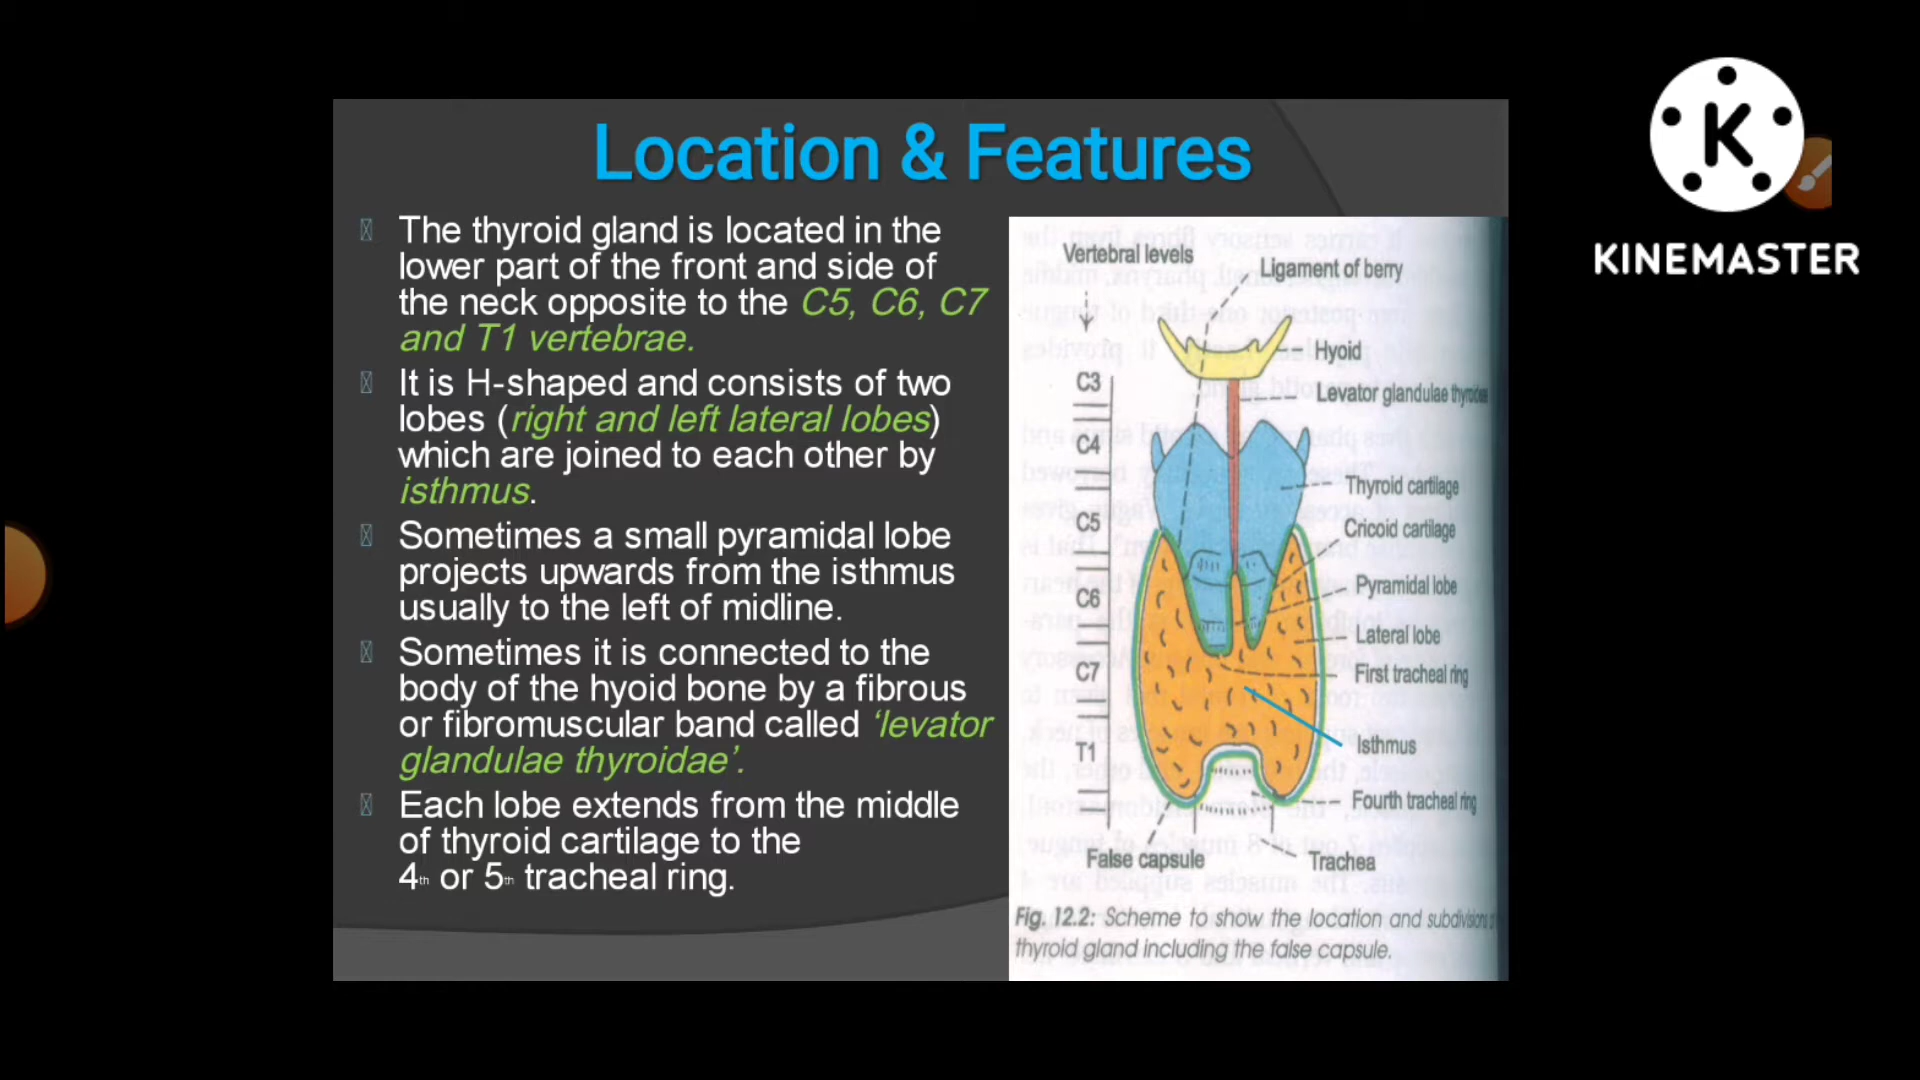 Location & Features
The thyroid gland is located in the
lower part of the front and side of
the neck opposite to the C5, C6, C7
and T1 vertebrae.
It is H-shaped and consists of two
lobes (right and left lateral lobes)
which are joined to each other by
isthmus.
Sometimes a small pyramidal lobe
projects upwards from the isthmus
usually to the left of midline.
Sometimes it is connected to the
body of the hyoid bone by a fibrous
or fibromuscular band called ‘levator
glandulae thyroidae’.
Each lobe extends from the middle
of thyroid cartilage to the
4th or 5th tracheal ring.
Vertebral levels
Ligament of berry
Hyoid
C3
Levator glandulae
C4
Thyroid cartilage
C5
Cricoid cartilage
C6
Pyramidal lobe
Lateral lobe
C7
First tracheal ring
T1
Isthmus
Fourth tracheal ring
False capsule
Trachea
Fig. 12.2: Scheme to show the location and subdivisions
thyroid gland including the false capsule.
K
KINEMASTER